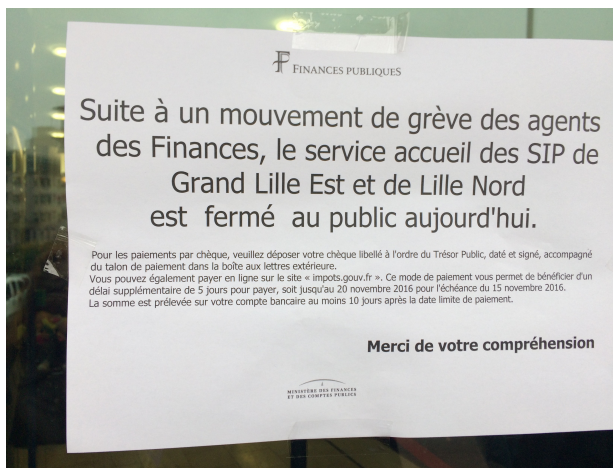 FINANCES PUBLIQUES
Suite à un mouvement de grève des agents
des Finances, le service accueil des SIP de
Grand Lille Est et de Lille Nord
est fermé au public aujourd'hui.
Pour les paiements par chèque, veuillez déposer votre chèque libellé à l'ordre du Trésor Public, daté et signé, accompagné
du talon de paiement dans la boîte aux lettres extérieure.
Vous pouvez également payer en ligne sur le site « impots.gouv.fr ». Ce mode de paiement vous permet de bénéficier d'un
délai supplémentaire de 5 jours pour payer, soit jusqu'au 20 novembre 2016 pour l'échéance du 15 novembre 2016.
La somme est prélevée sur votre compte bancaire au moins 10 jours après la date limite de paiement.
Merci de votre compréhension
MINISTÈRE DES FINANCES
ET DES COMPTES PUBLICS